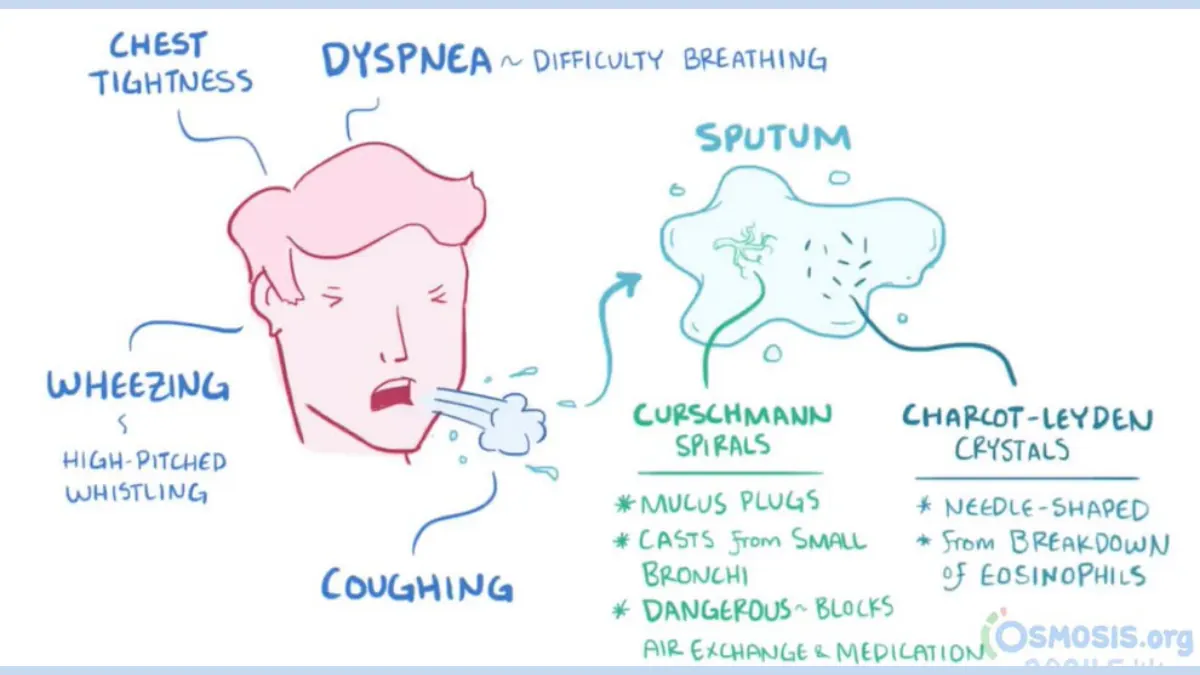 CHEST
TIGHTNESS
DYSPNEA ~ DIFFICULTY BREATHING
SPUTUM
WHEEZING
HIGH-PITCHED
WHISTLING
COUGHING
CURSCHMANN
SPIRALS
* MUCUS PLUGS
* CASTS from SMALL
BRONCHI
* DANGEROUS ~ BLOCKS
AIR EXCHANGE & MEDICATION
CHARCOT-LEYDEN
CRYSTALS
* NEEDLE-SHAPED
* from BREAKDOWN
of EOSINOPHILS
OSMOSIS.org